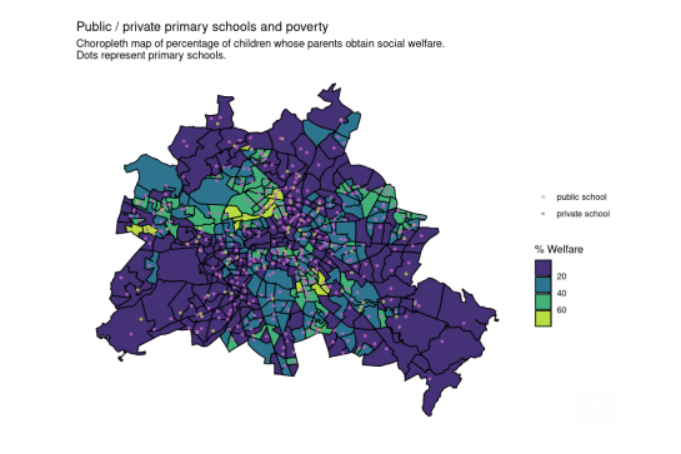 Public / private primary schools and poverty
Choropleth map of percentage of children whose parents obtain social welfare.
Dots represent primary schools.
public school
private school
% Welfare
20
40
60